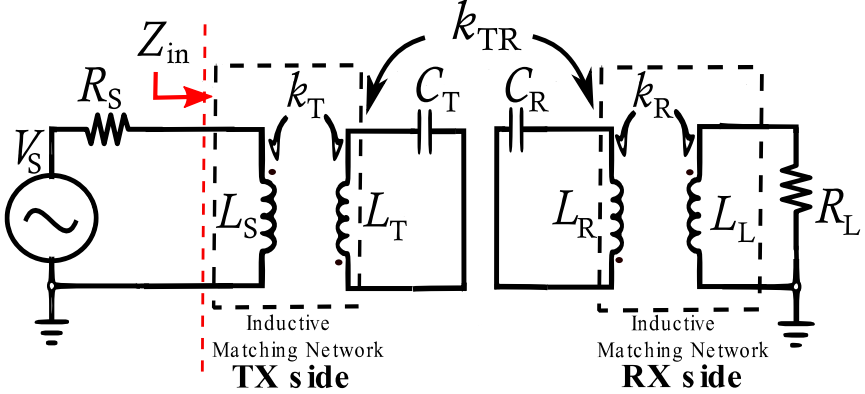 k_TR
Z_in
R_S
k_T
C_T
C_R
k_R
V_S
L_S
L_T
L_R
L_L
R_L
Inductive
Matching Network
TX side
Inductive
Matching Network
RX side